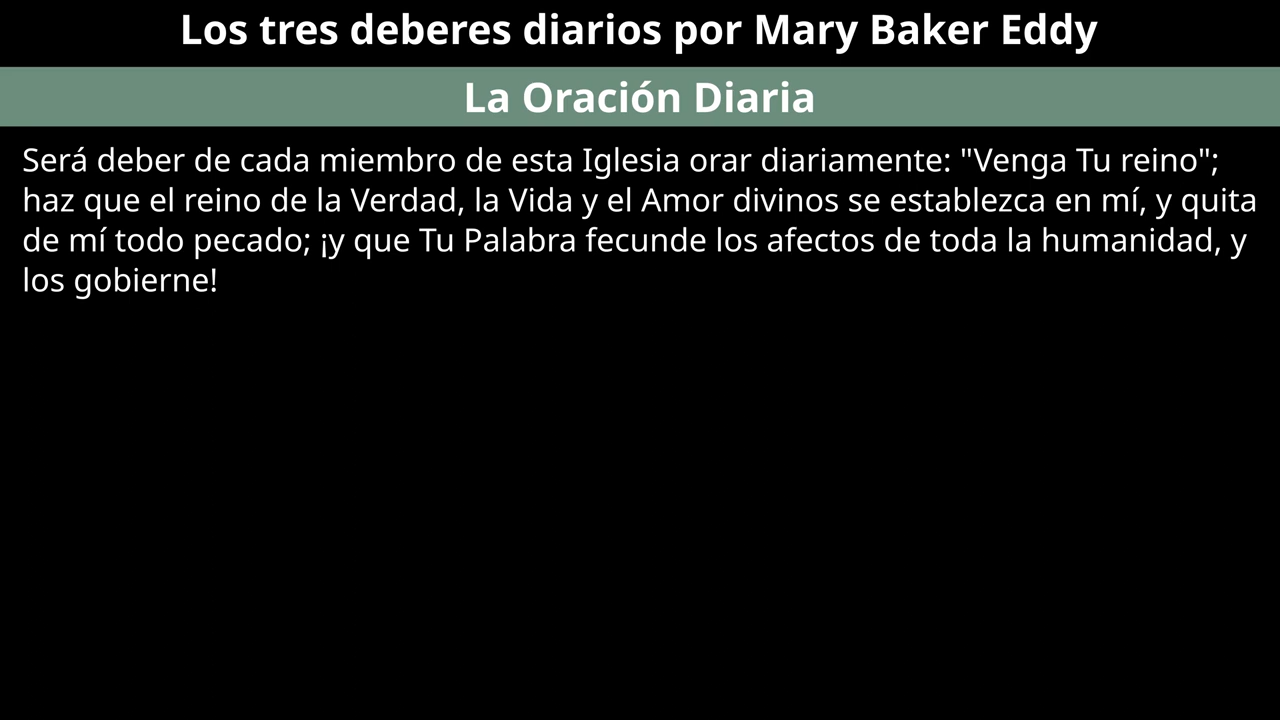 Los tres deberes diarios por Mary Baker Eddy
La Oración Diaria
Será deber de cada miembro de esta Iglesia orar diariamente: "Venga Tu reino";
haz que el reino de la Verdad, la Vida y el Amor divinos se establezca en mí, y quita
de mí todo pecado; ¡y que Tu Palabra fecunde los afectos de toda la humanidad, y
los gobierne!